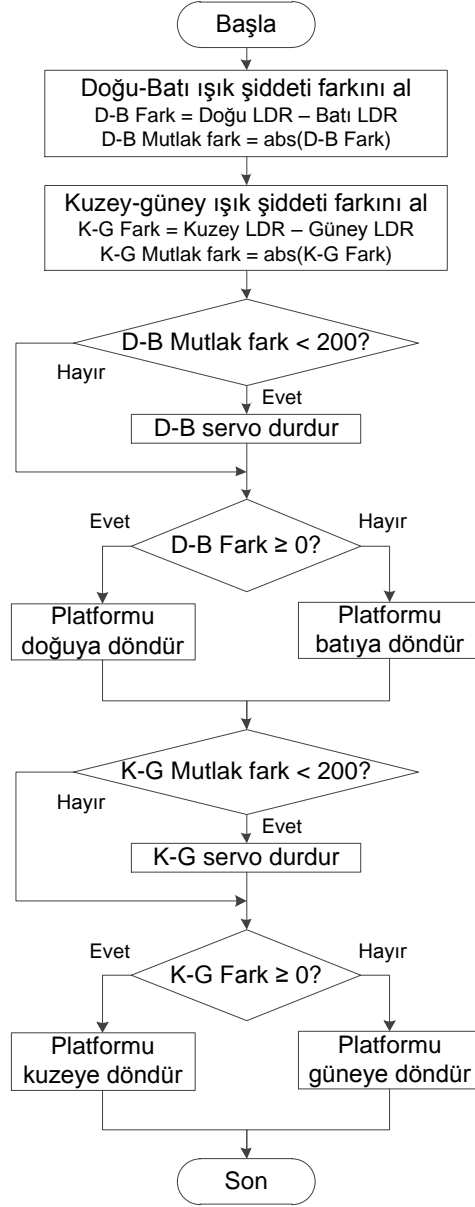 Başla
Doğu-Batı ışık şiddeti farkını al
D-B Fark = Doğu LDR – Batı LDR
D-B Mutlak fark = abs(D-B Fark)
Kuzey-güney ışık şiddeti farkını al
K-G Fark = Kuzey LDR – Güney LDR
K-G Mutlak fark = abs(K-G Fark)
D-B Mutlak fark < 200?
Hayır
Evet
D-B servo durdur
Evet
Hayır
D-B Fark ≥ 0?
Platformu
doğuya döndür
Platformu
batıya döndür
K-G Mutlak fark < 200?
Hayır
Evet
K-G servo durdur
Evet
Hayır
K-G Fark ≥ 0?
Platformu
kuzeye döndür
Platformu
güneye döndür
Son